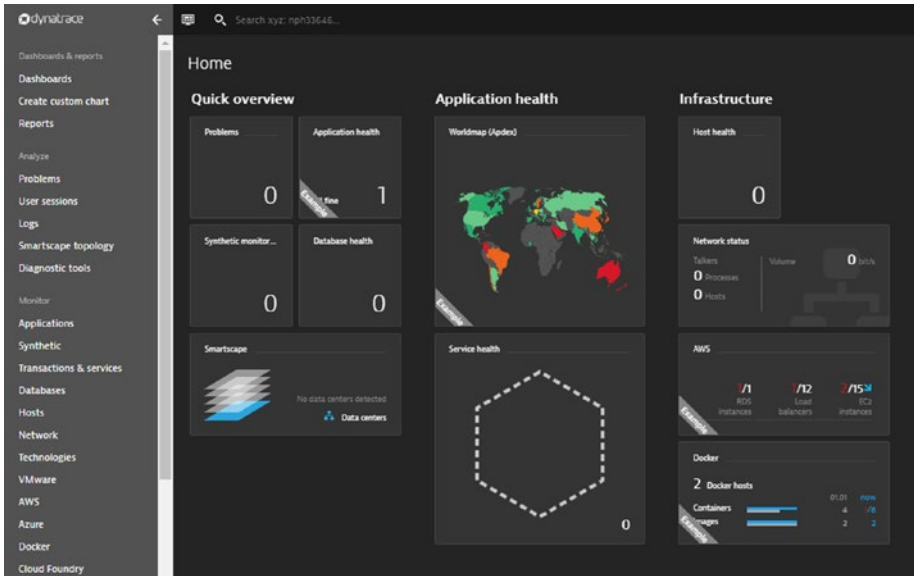 dynatrace
Search xyz: nph33646...
Dashboards & reports
Dashboards
Create custom chart
Reports
Analyze
Problems
User sessions
Logs
Smartscape topology
Diagnostic tools
Monitor
Applications
Synthetic
Transactions & services
Databases
Hosts
Network
Technologies
VMware
AWS
Azure
Docker
Cloud Foundry
Home
Quick overview
Problems
0
Application health
fine
1
Example
Synthetic monitor...
0
Database health
0
Smartscape
No data centers detected
Data centers
Application health
Worldmap (Apdex)
Example
Service health
0
Infrastructure
Host health
0
Network status
Talkers
0 Processes
0 Hosts
Volume
0 bit/s
AWS
1/1
RDS
instances
1/12
Load
balancers
2/15
EC2
instances
Example
Docker
2 Docker hosts
01.01 now
Containers 4 1/8
Images 2 2
Example